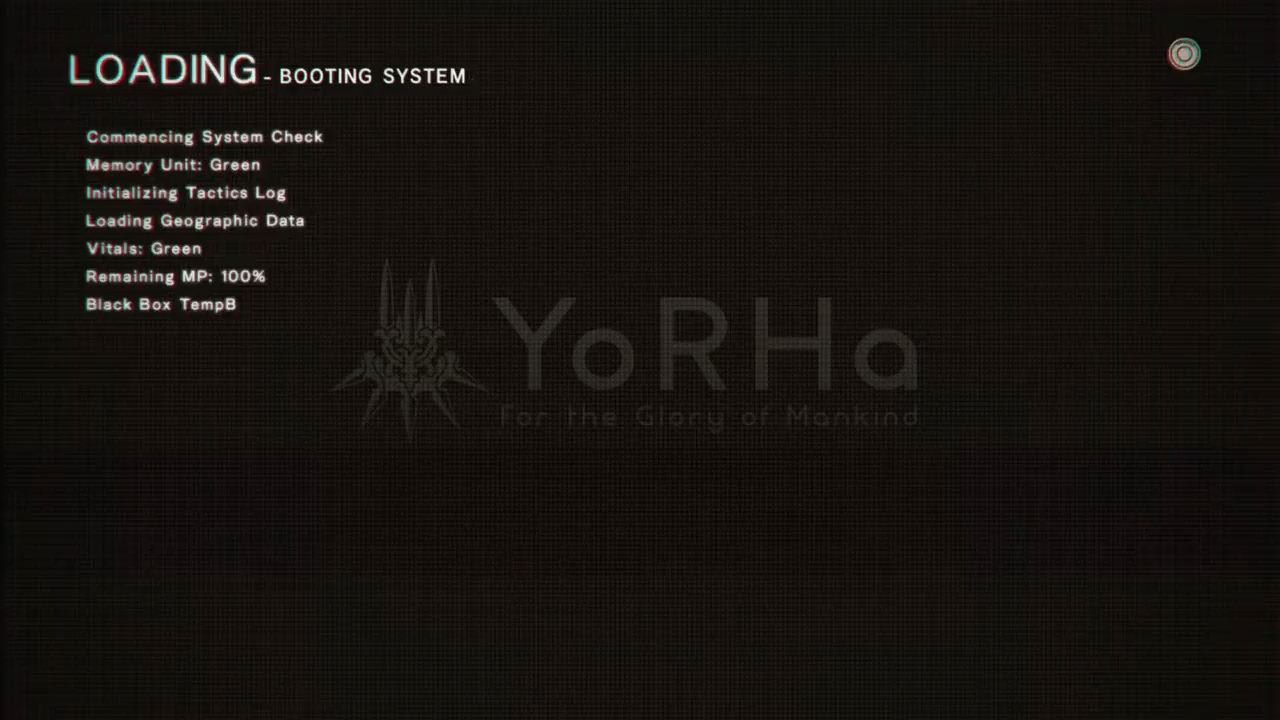 LOADING - BOOTING SYSTEM
Commencing System Check
Memory Unit: Green
Initializing Tactics Log
Loading Geographic Data
Vitals: Green
Remaining MP: 100%
Black Box TempB
YoRHa
For the Glory of Mankind